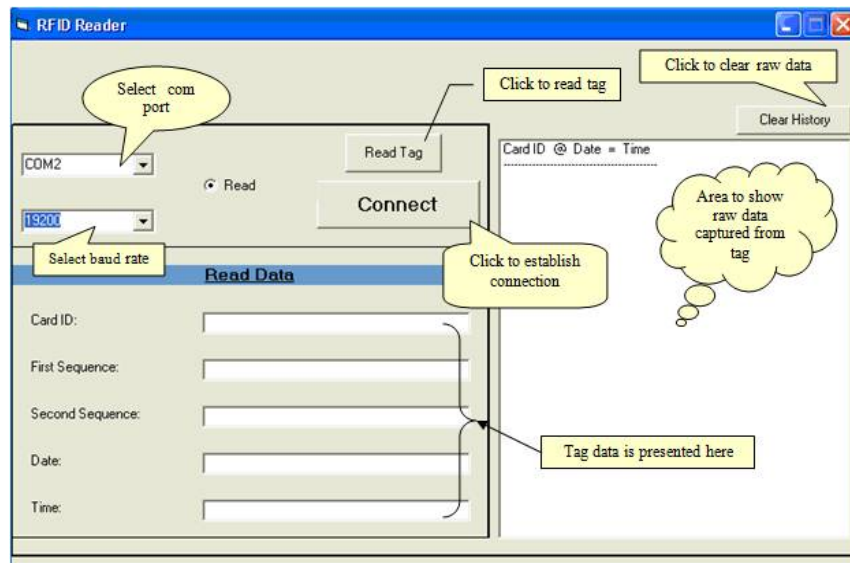 RFID Reader
Click to clear raw data
Click to read tag
Select com
port
Clear History
Read Tag
Card ID @ Date = Time
COM2
Read
Connect
Area to show
raw data
captured from
tag
19200
Select baud rate
Click to establish
connection
Read Data
Card ID:
First Sequence:
Second Sequence:
Tag data is presented here
Date:
Time: